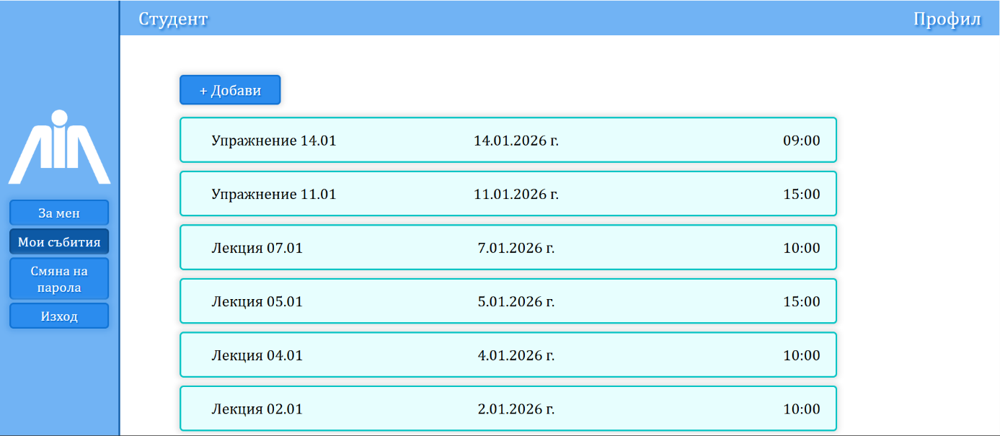 Студент
Профил
+ Добави
Упражнение 14.01 14.01.2026 г. 09:00
Упражнение 11.01 11.01.2026 г. 15:00
Лекция 07.01 7.01.2026 г. 10:00
Лекция 05.01 5.01.2026 г. 15:00
Лекция 04.01 4.01.2026 г. 10:00
Лекция 02.01 2.01.2026 г. 10:00
За мен
Мои събития
Смяна на
парола
Изход